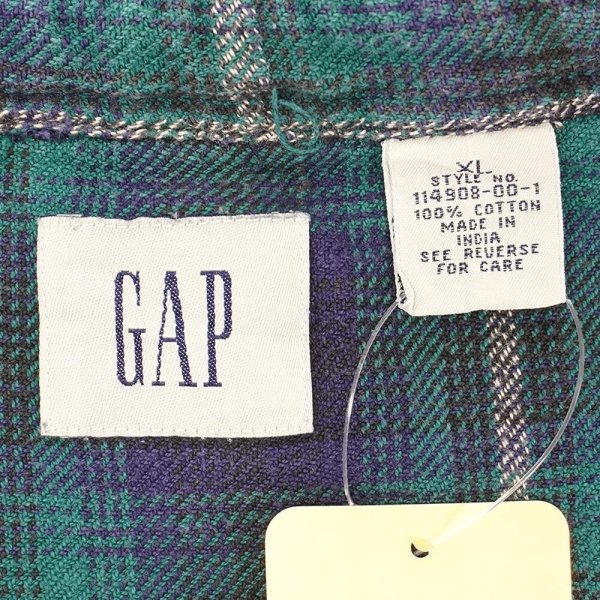 GAP
XL
STYLE NO.
114908-00-1
100% COTTON
MADE IN
INDIA
SEE REVERSE
FOR CARE